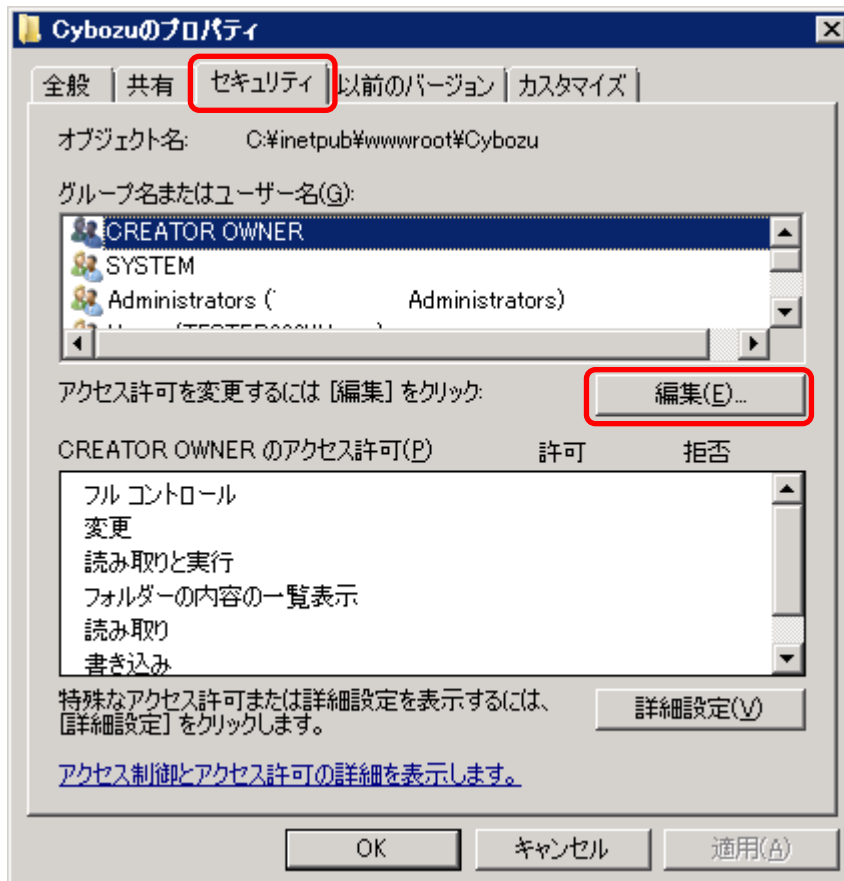 Cybozuのプロパティ
全般 共有 セキュリティ 以前のバージョン カスタマイズ
オブジェクト名: C:¥inetpub¥wwwroot¥Cybozu
グループ名またはユーザー名(G):
CREATOR OWNER
SYSTEM
Administrators ( Administrators)
アクセス許可を変更するには [編集] をクリック: 編集(E)...
CREATOR OWNER のアクセス許可(P) 許可 拒否
フル コントロール
変更
読み取りと実行
フォルダーの内容の一覧表示
読み取り
書き込み
特殊なアクセス許可または詳細設定を表示するには、
[詳細設定] をクリックします。 詳細設定(V)
アクセス制御とアクセス許可の詳細を表示します。
OK キャンセル 適用(A)